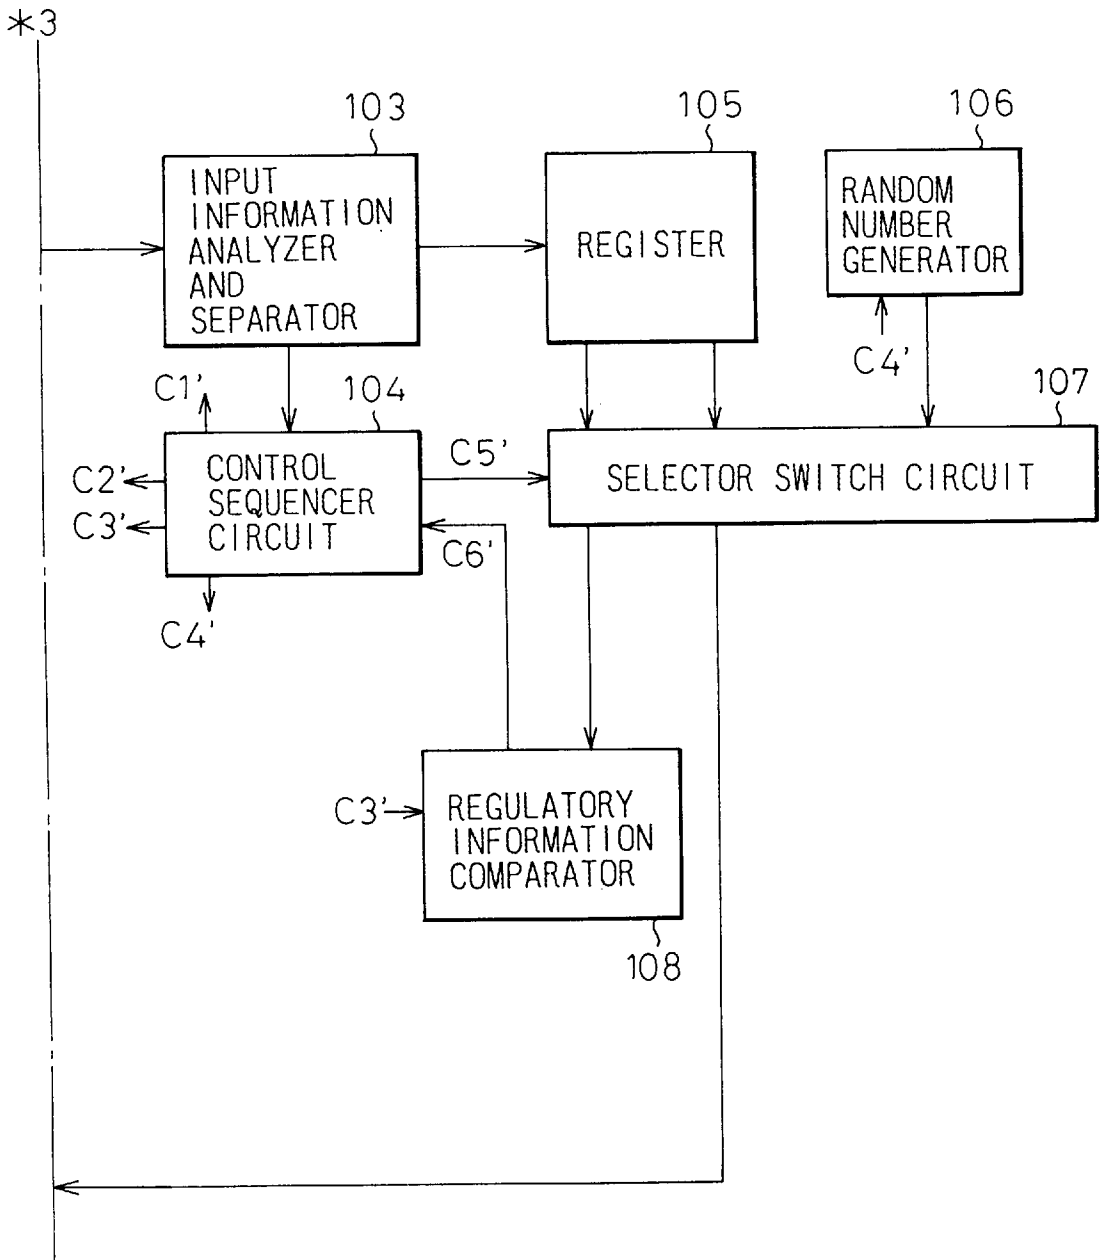 *3
103
105
106
INPUT
INFORMATION
ANALYZER
AND
SEPARATOR
REGISTER
RANDOM
NUMBER
GENERATOR
C4'
C1'
104
107
C2'
C3'
CONTROL
SEQUENCER
CIRCUIT
C5'
C6'
SELECTOR SWITCH CIRCUIT
C4'
C3'
REGULATORY
INFORMATION
COMPARATOR
108